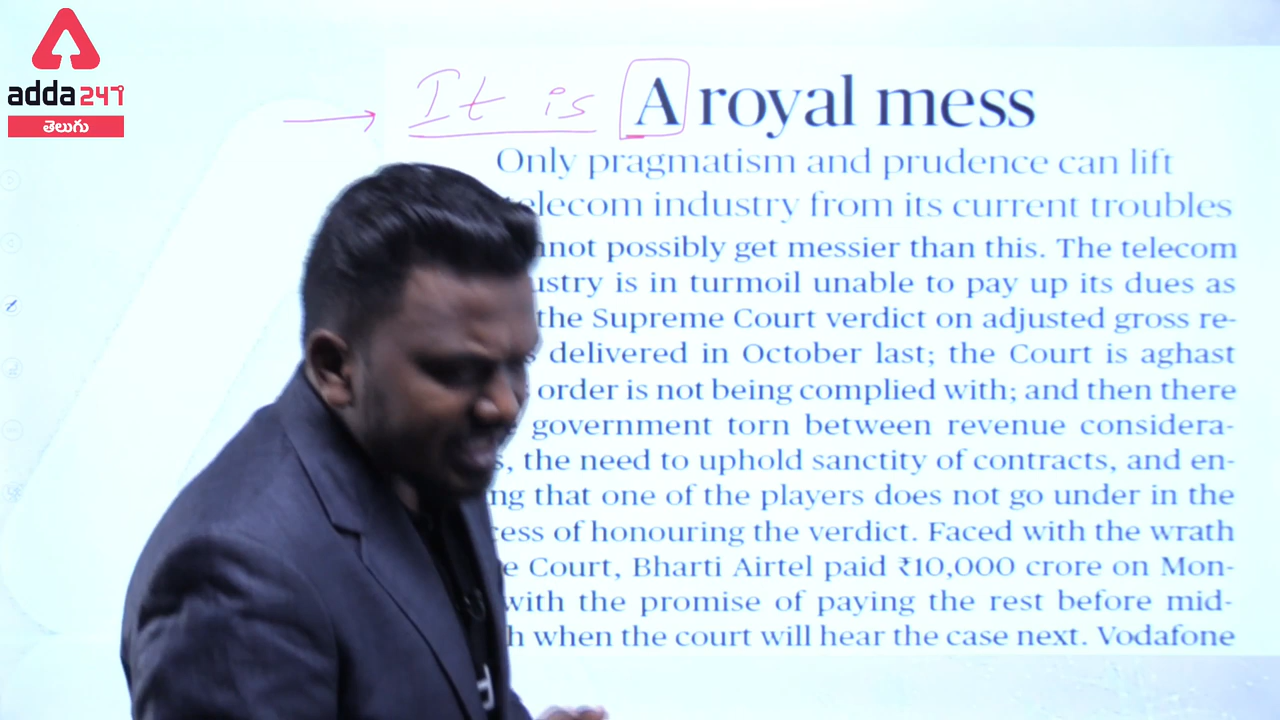 adda 247
తెలుగు
It is A royal mess
Only pragmatism and prudence can lift
telecom industry from its current troubles
possibly get messier than this. The telecom
is in turmoil unable to pay up its dues as
the Supreme Court verdict on adjusted gross re-
delivered in October last; the Court is aghast
order is not being complied with; and then there
government torn between revenue considera-
the need to uphold sanctity of contracts, and en-
that one of the players does not go under in the
of honouring the verdict. Faced with the wrath
Court, Bharti Airtel paid ₹10,000 crore on Mon-
with the promise of paying the rest before mid-
when the court will hear the case next. Vodafone